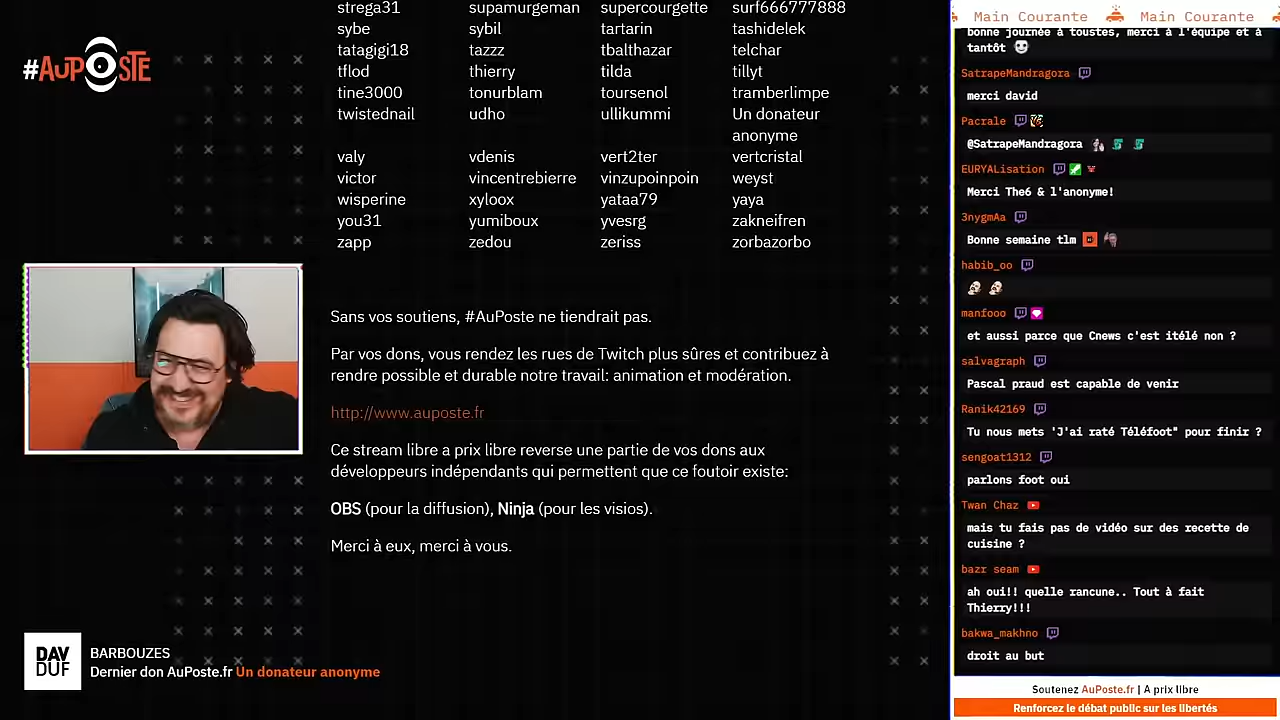 strega31 supamurgeman supercourgette surf666777888
sybe sybil tartarin tashidelek
tatagigi18 tazzz tbalthazar telchar
tflod thierry tilda tillyt
tine3000 tonurblam toursenol tramberlimpe
twistednail udho ullikummi Un donateur
anonyme
valy vdenis vert2ter vertcristal
victor vincentrebierre vinzupoinpoin weyst
wisperine xyloox yataa79 yaya
you31 yumiboux yvesrg zakneifren
zapp zedou zeriss zorbazorbo
#AuPOSTE
Sans vos soutiens, #AuPoste ne tiendrait pas.
Par vos dons, vous rendez les rues de Twitch plus sûres et contribuez à
rendre possible et durable notre travail: animation et modération.
http://www.auposte.fr
Ce stream libre a prix libre reverse une partie de vos dons aux
développeurs indépendants qui permettent que ce foutoir existe:
OBS (pour la diffusion), Ninja (pour les visios).
Merci à eux, merci à vous.
DAV
DUF
BARBOUZES
Dernier don AuPoste.fr Un donateur anonyme
Main Courante Main Courante
bonne journée à toustes, merci à l'équipe et à
tantôt
SatrapeMandragora
merci david
Pacrale
@SatrapeMandragora
EURYALisation
Merci The6 & l'anonyme!
3nygmAa
Bonne semaine tlm
habib_oo
manfooo
et aussi parce que Cnews c'est itélé non ?
salvagraph
Pascal praud est capable de venir
Ranik42169
Tu nous mets 'J'ai raté Téléfoot" pour finir ?
sengoat1312
parlons foot oui
Twan Chaz
mais tu fais pas de vidéo sur des recette de
cuisine ?
bazr seam
ah oui!! quelle rancune.. Tout à fait
Thierry!!!
bakwa_makhno
droit au but
Soutenez AuPoste.fr | A prix libre
Renforcez le débat public sur les libertés